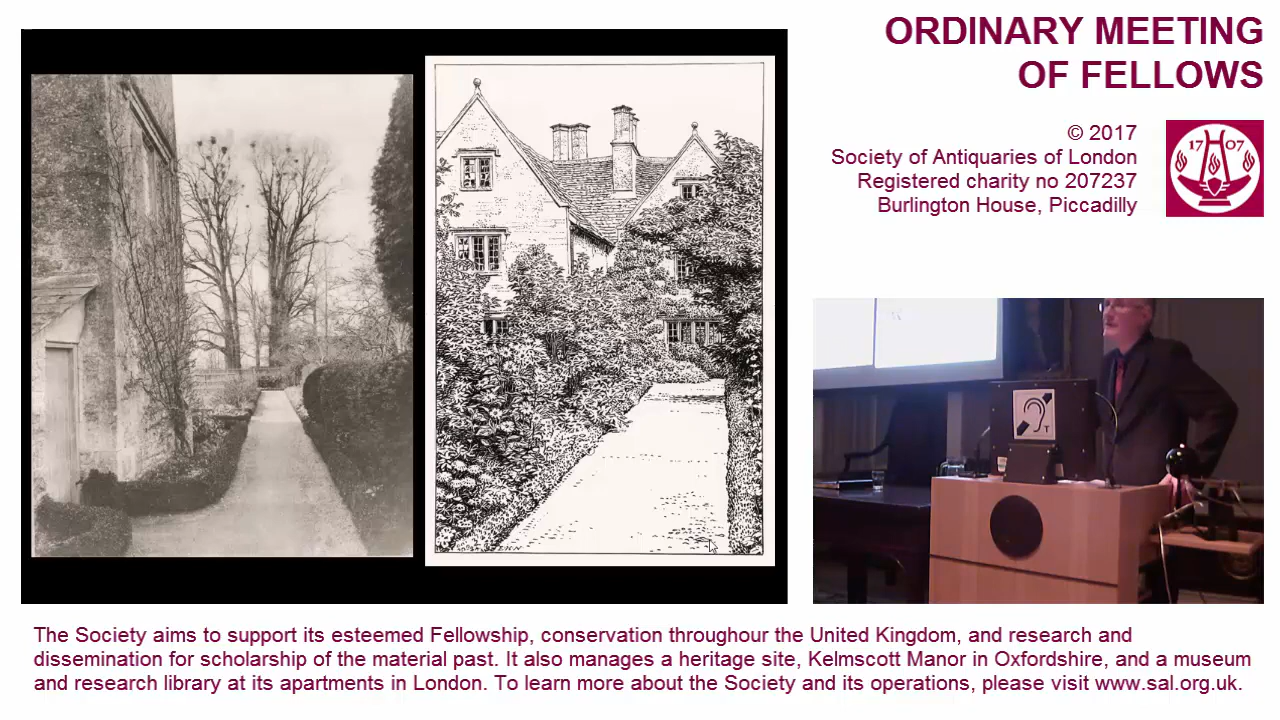 ORDINARY MEETING
OF FELLOWS
© 2017
Society of Antiquaries of London
Registered charity no 207237
Burlington House, Piccadilly
17 07
T
The Society aims to support its esteemed Fellowship, conservation throughour the United Kingdom, and research and
dissemination for scholarship of the material past. It also manages a heritage site, Kelmscott Manor in Oxfordshire, and a museum
and research library at its apartments in London. To learn more about the Society and its operations, please visit www.sal.org.uk.